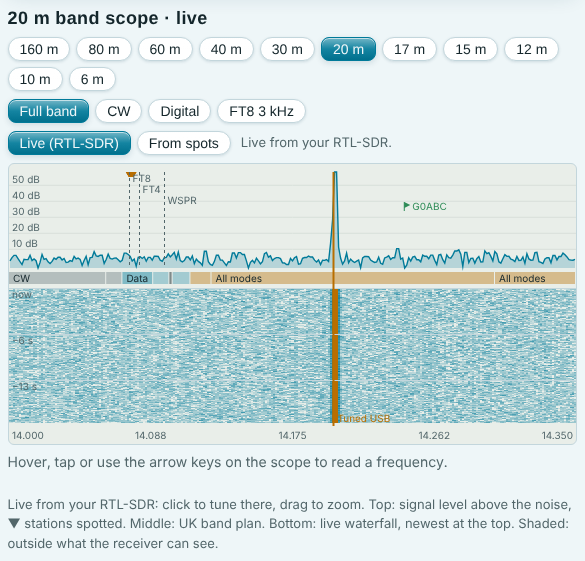 20 m band scope · live
160 m 80 m 60 m 40 m 30 m 20 m 17 m 15 m 12 m
10 m 6 m
Full band CW Digital FT8 3 kHz
Live (RTL-SDR) From spots Live from your RTL-SDR.
50 dB
FT8
FT4
40 dB
WSPR
30 dB
G0ABC
20 dB
10 dB
CW Data All modes All modes
now
−6 s
−13 s
Tuned USB
14.000 14.088 14.175 14.262 14.350
Hover, tap or use the arrow keys on the scope to read a frequency.
Live from your RTL-SDR: click to tune there, drag to zoom. Top: signal level above the noise,
▼ stations spotted. Middle: UK band plan. Bottom: live waterfall, newest at the top. Shaded:
outside what the receiver can see.